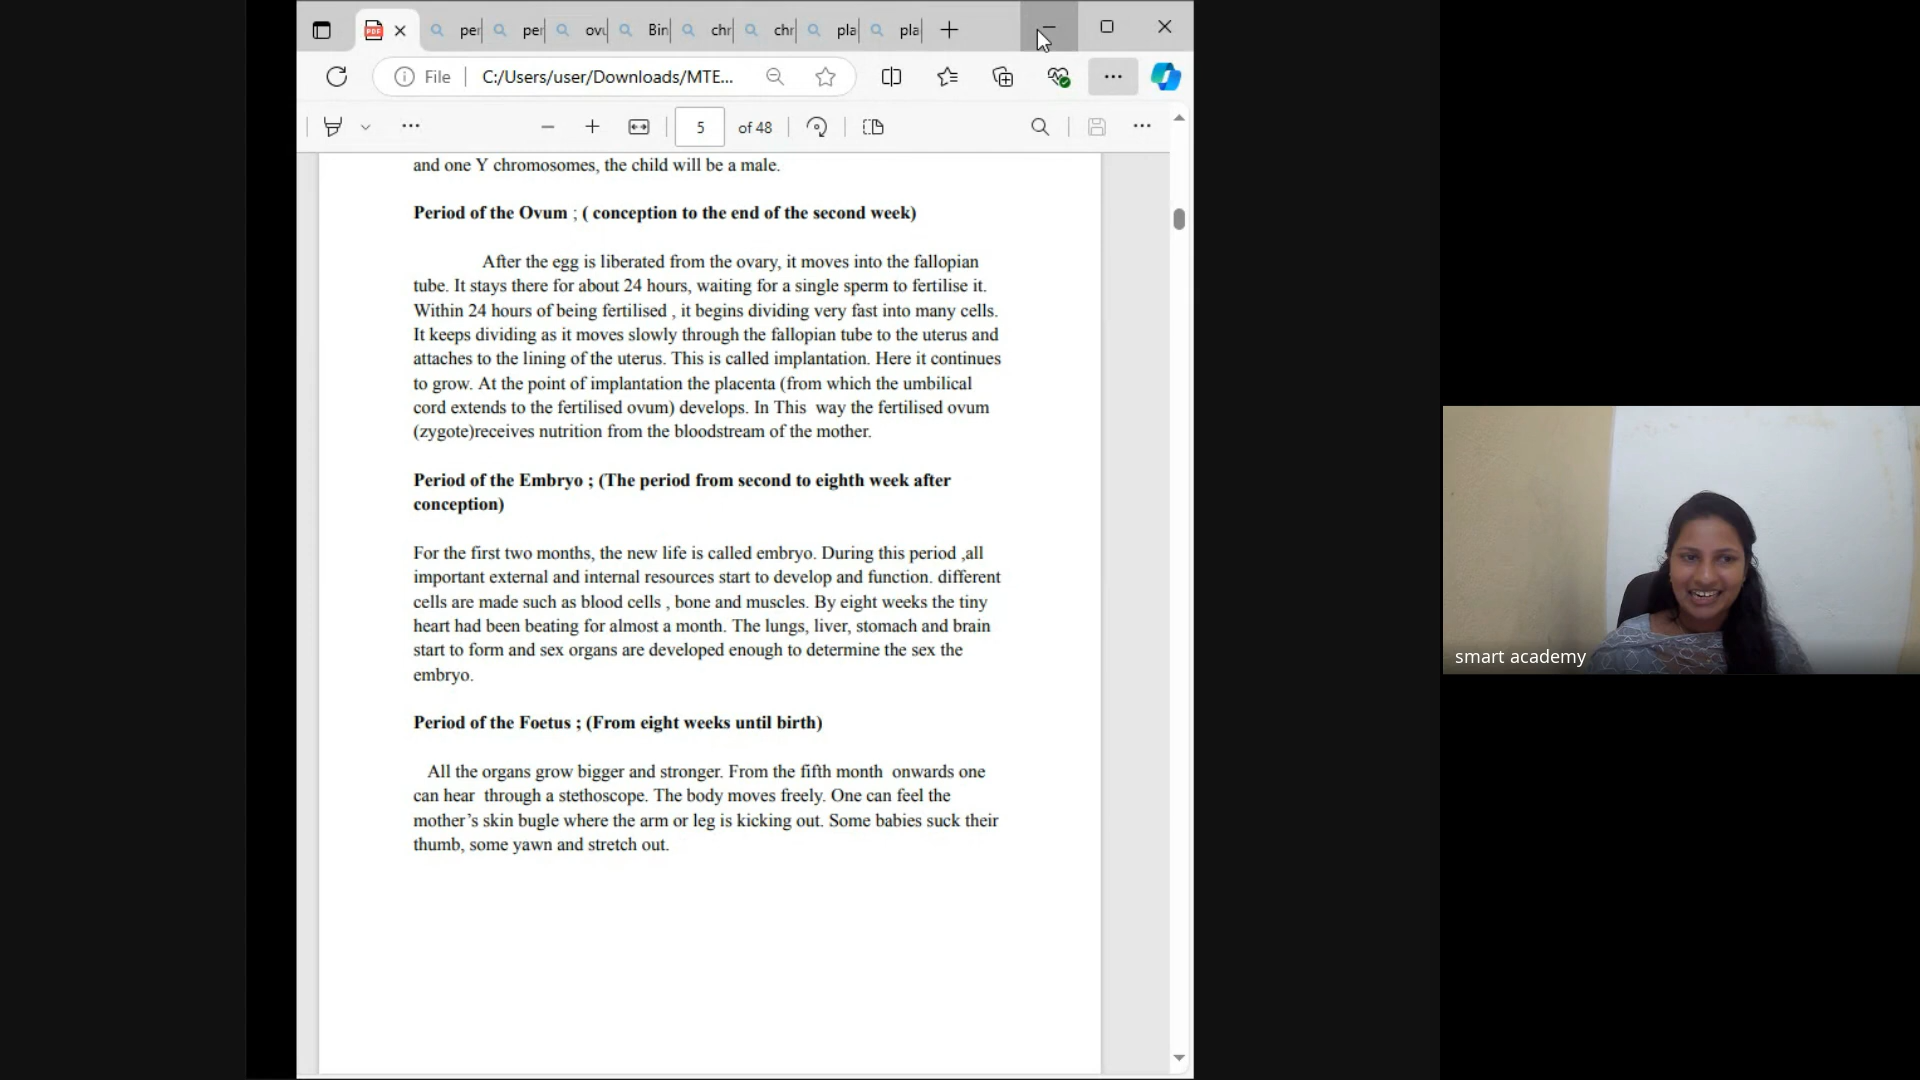 per
per
ovu
Bin
chr
chr
pla
pla
File
C:/Users/user/Downloads/MTE...
5 of 48
and one Y chromosomes, the child will be a male.
Period of the Ovum ; ( conception to the end of the second week)
After the egg is liberated from the ovary, it moves into the fallopian
tube. It stays there for about 24 hours, waiting for a single sperm to fertilise it.
Within 24 hours of being fertilised , it begins dividing very fast into many cells.
It keeps dividing as it moves slowly through the fallopian tube to the uterus and
attaches to the lining of the uterus. This is called implantation. Here it continues
to grow. At the point of implantation the placenta (from which the umbilical
cord extends to the fertilised ovum) develops. In This way the fertilised ovum
(zygote)receives nutrition from the bloodstream of the mother.
Period of the Embryo ; (The period from second to eighth week after
conception)
For the first two months, the new life is called embryo. During this period ,all
important external and internal resources start to develop and function. different
cells are made such as blood cells , bone and muscles. By eight weeks the tiny
heart had been beating for almost a month. The lungs, liver, stomach and brain
start to form and sex organs are developed enough to determine the sex the
embryo.
Period of the Foetus ; (From eight weeks until birth)
All the organs grow bigger and stronger. From the fifth month onwards one
can hear through a stethoscope. The body moves freely. One can feel the
mother’s skin bugle where the arm or leg is kicking out. Some babies suck their
thumb, some yawn and stretch out.
smart academy